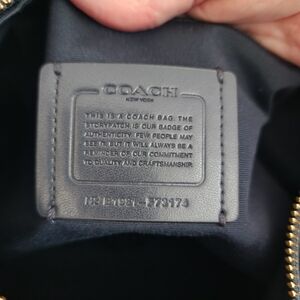 COACH
NEW YORK
THIS IS A COACH BAG. THE
STORYPATCH IS OUR BADGE OF
AUTHENTICITY. FEW PEOPLE MAY
SEE IT, BUT IT WILL ALWAYS BE A
REMINDER OF OUR COMMITMENT
TO QUALITY AND CRAFTSMANSHIP.